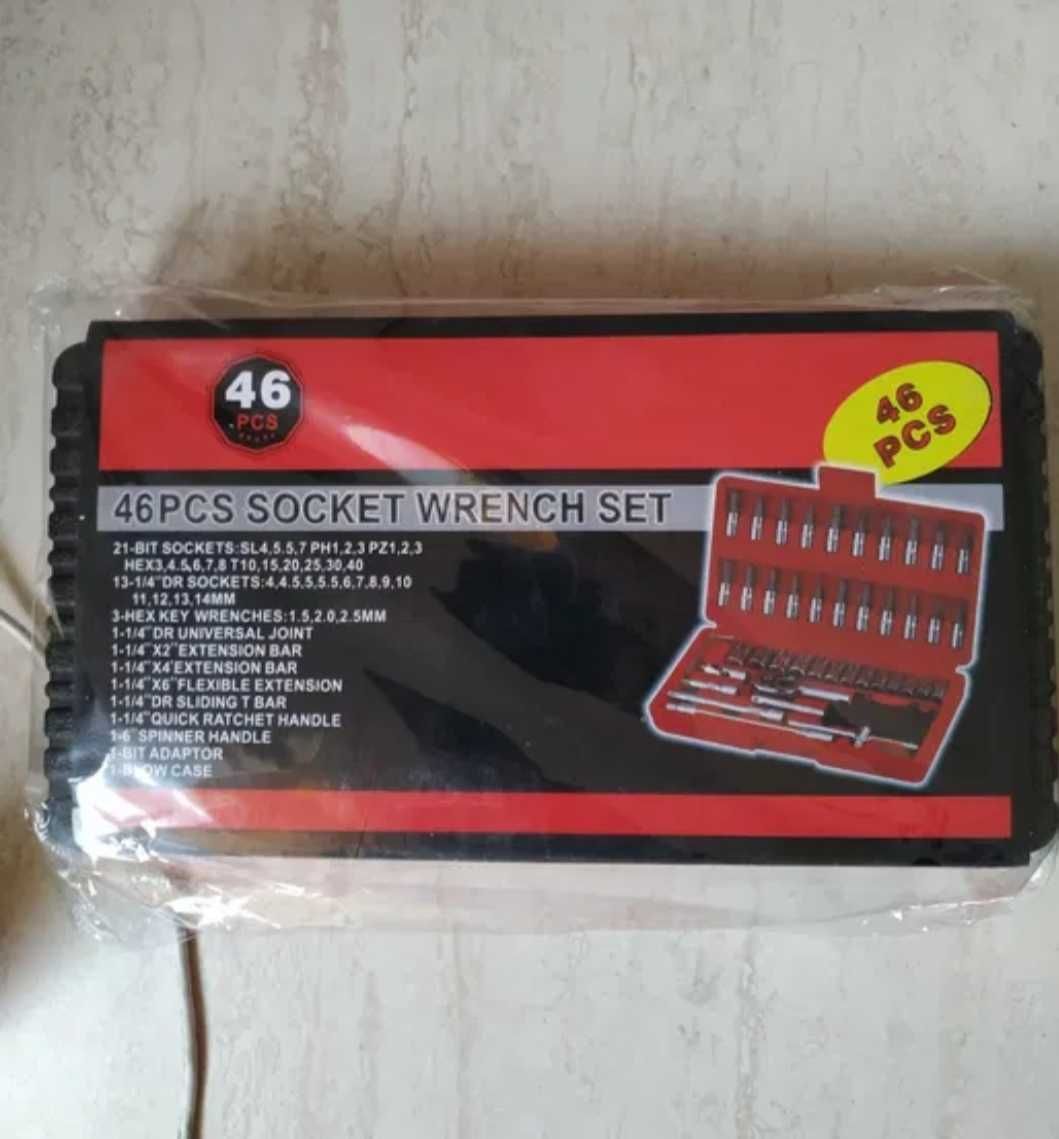 46
PCS
46
PCS
46PCS SOCKET WRENCH SET
21-BIT SOCKETS:SL4,5.5,7 PH1,2,3 PZ1,2,3
HEX3,4.5,6,7,8 T10,15,20,25,30,40
13-1/4"DR SOCKETS:4,4.5,5,5.5,6,7,8,9,10
11,12,13,14MM
3-HEX KEY WRENCHES:1.5,2.0,2.5MM
1-1/4"DR UNIVERSAL JOINT
1-1/4"X2"EXTENSION BAR
1-1/4"X4"EXTENSION BAR
1-1/4"X6"FLEXIBLE EXTENSION
1-1/4"DR SLIDING T BAR
1-1/4"QUICK RATCHET HANDLE
1-6" SPINNER HANDLE
1-BIT ADAPTOR
1-BLOW CASE